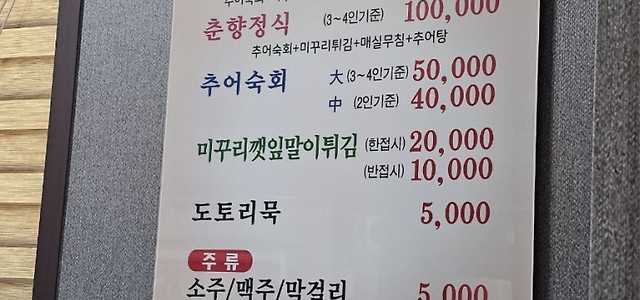 춘향정식 (3~4인기준) 100,000
추어숙회+미꾸리튀김+매실무침+추어탕
추어숙회 大 (3~4인기준) 50,000
中 (2인기준) 40,000
미꾸리깻잎말이튀김 (한접시) 20,000
(반접시) 10,000
도토리묵 5,000
주류
소주/맥주/막걸리 5,000